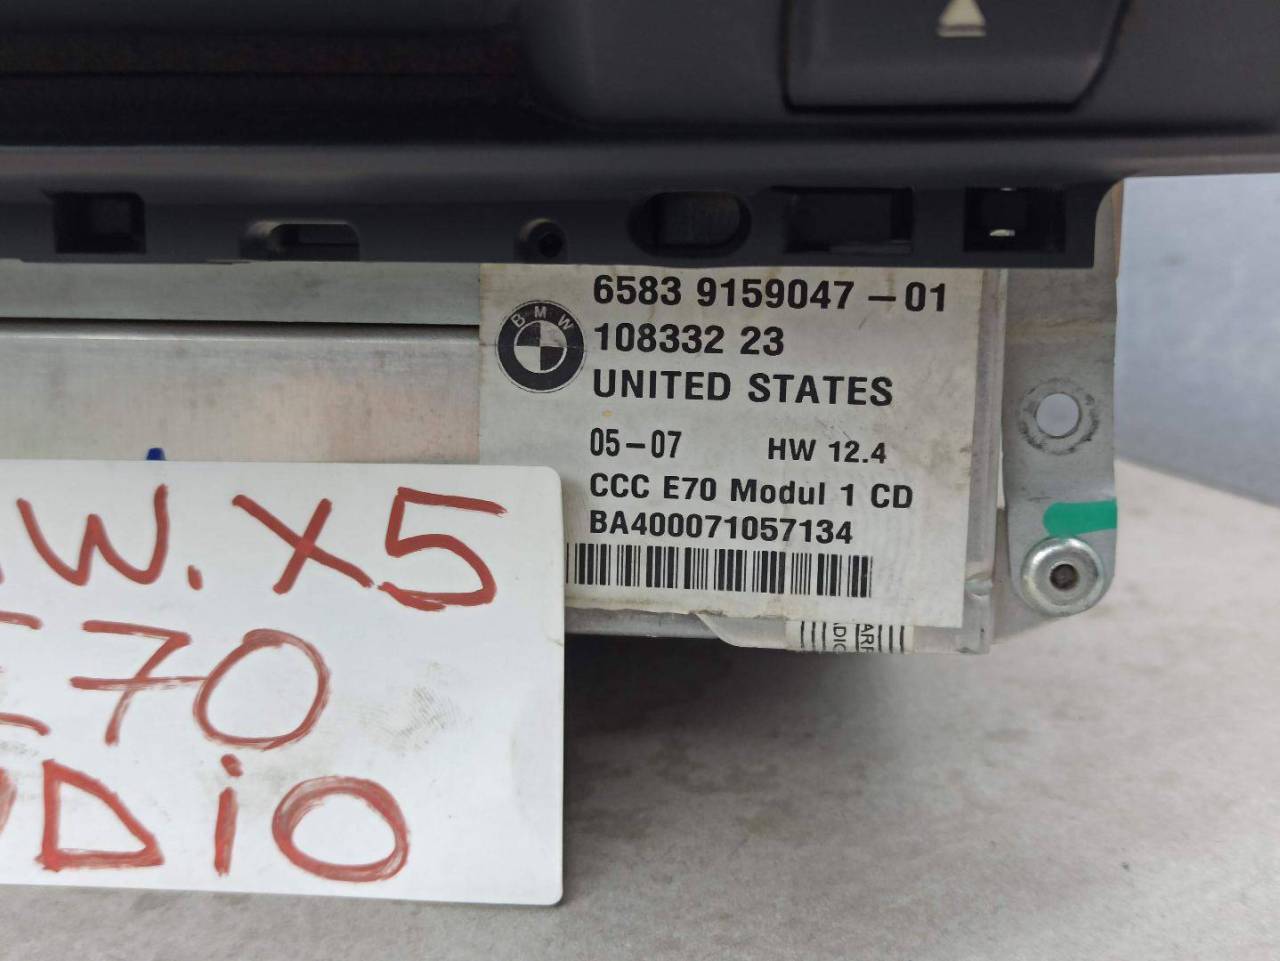 6583 9159047-01
108332 23
UNITED STATES
BMW
05-07 HW 12.4
CCC E70 Modul 1 CD
BA400071057134
.W.X5
E70
DiO